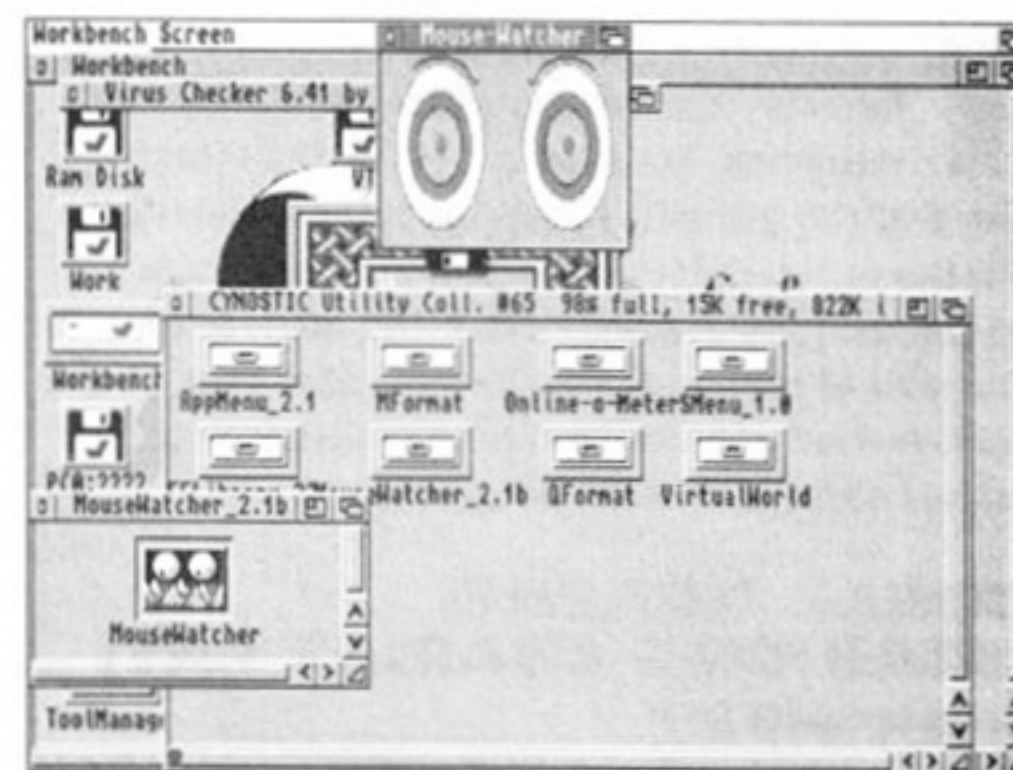 Workbench Screen
Mouse-Watcher
Workbench
Virus Checker 6.41 by
Ram Disk
Work
CYNOSTIC Utility Coll. #65 98% full, 15K free, 822K i
Workbench
AppMenu_2.1 MFormat Online-o-Meter SMenu_1.0
PC0:????
Watcher_2.1b QFormat VirtualWorld
MouseWatcher_2.1b
MouseWatcher
ToolManag